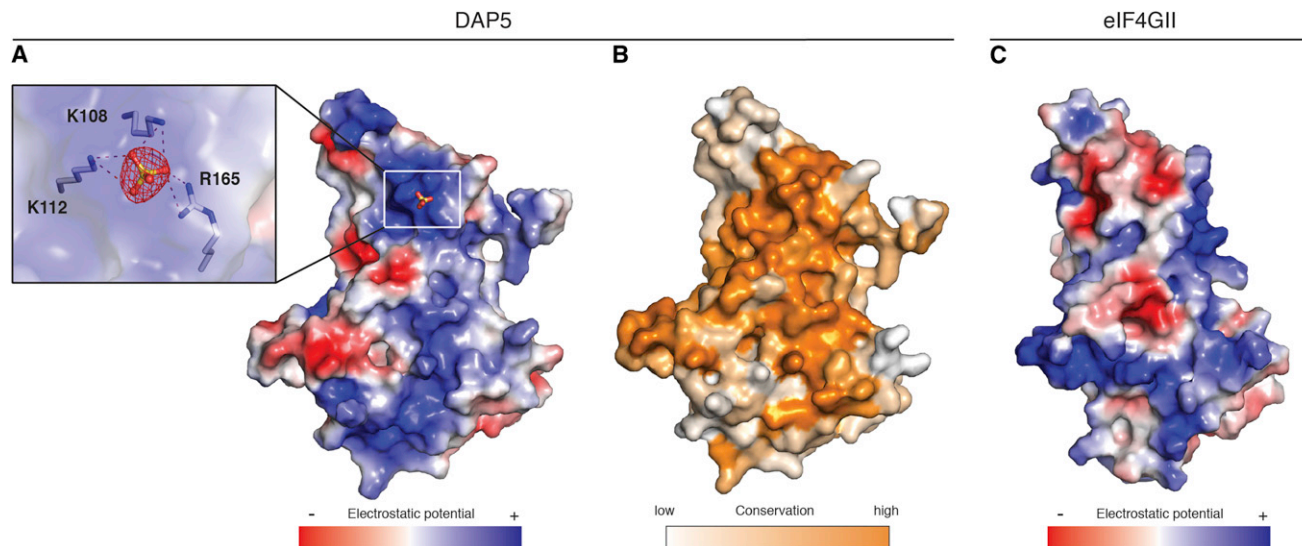 DAP5
eIF4GII
A
B
C
K108
K112
R165
- Electrostatic potential +
low Conservation high
- Electrostatic potential +